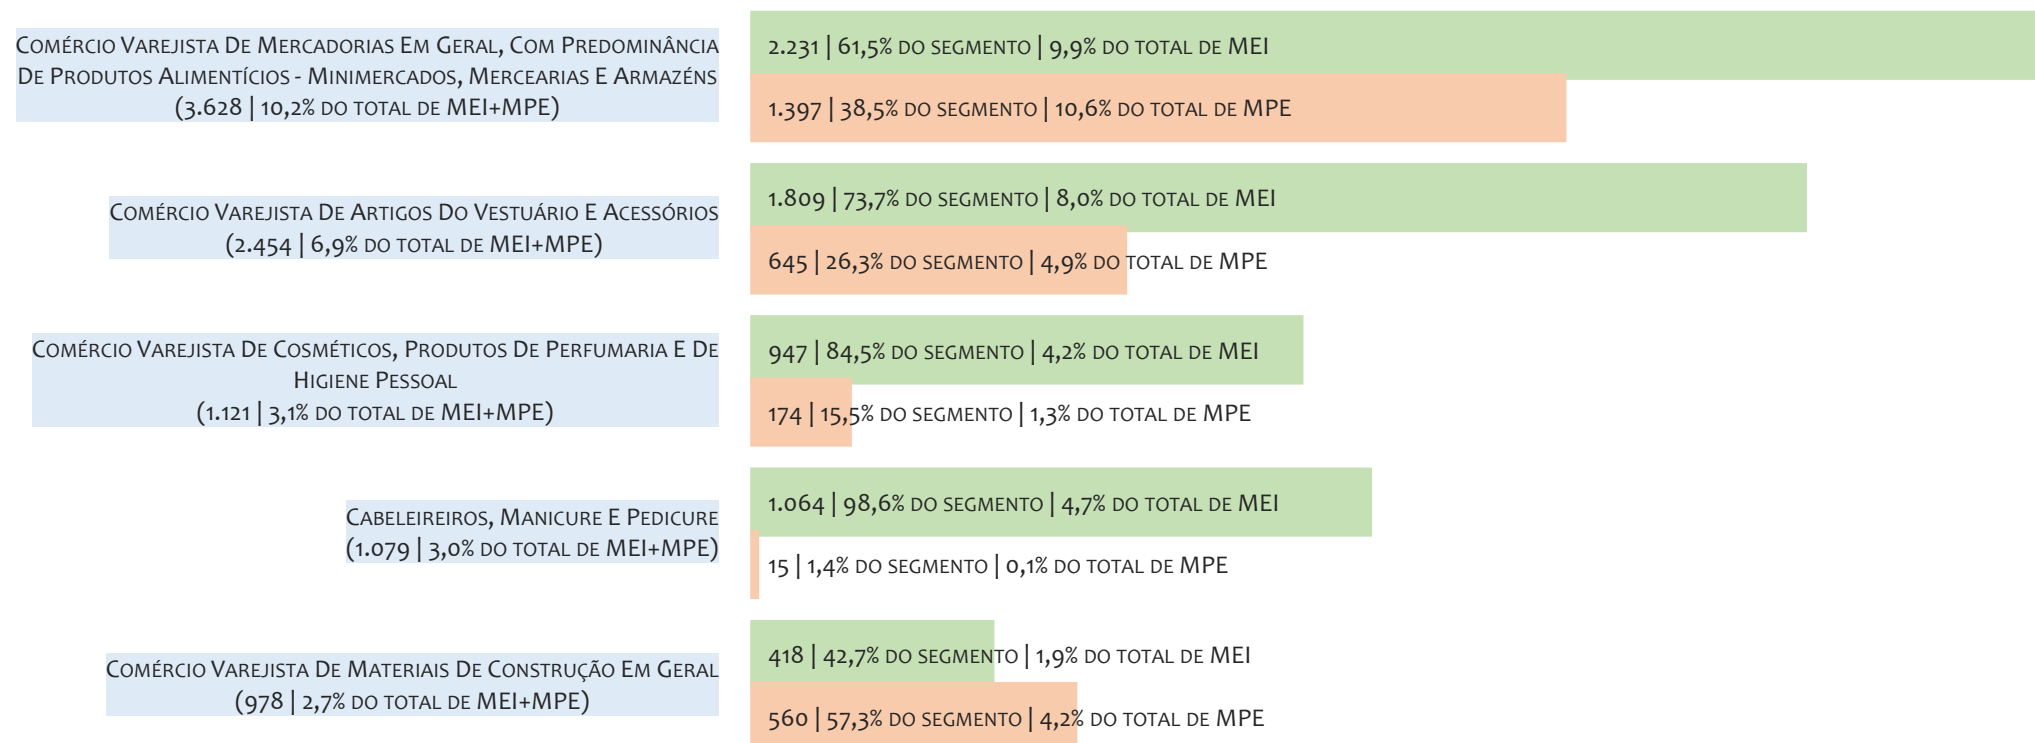 Comércio Varejista De Mercadorias Em Geral, Com Predominância
De Produtos Alimentícios - Minimercados, Mercearias E Armazéns
(3.628 | 10,2% do total de MEI+MPE)
2.231 | 61,5% do segmento | 9,9% do total de MEI
1.397 | 38,5% do segmento | 10,6% do total de MPE
Comércio Varejista De Artigos Do Vestuário E Acessórios
(2.454 | 6,9% do total de MEI+MPE)
1.809 | 73,7% do segmento | 8,0% do total de MEI
645 | 26,3% do segmento | 4,9% do total de MPE
Comércio Varejista De Cosméticos, Produtos De Perfumaria E De
Higiene Pessoal
(1.121 | 3,1% do total de MEI+MPE)
947 | 84,5% do segmento | 4,2% do total de MEI
174 | 15,5% do segmento | 1,3% do total de MPE
Cabeleireiros, Manicure E Pedicure
(1.079 | 3,0% do total de MEI+MPE)
1.064 | 98,6% do segmento | 4,7% do total de MEI
15 | 1,4% do segmento | 0,1% do total de MPE
Comércio Varejista De Materiais De Construção Em Geral
(978 | 2,7% do total de MEI+MPE)
418 | 42,7% do segmento | 1,9% do total de MEI
560 | 57,3% do segmento | 4,2% do total de MPE